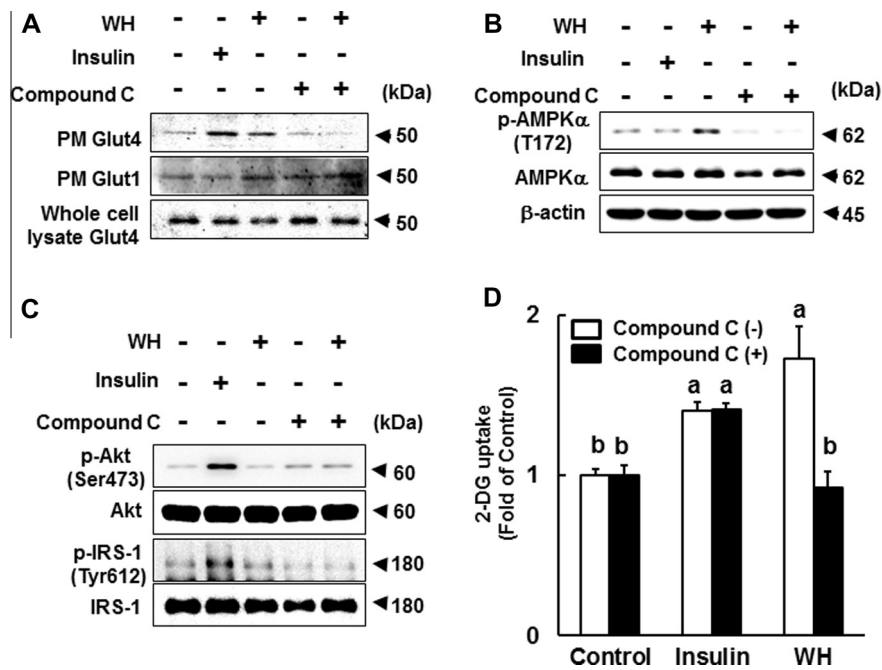 A
WH - - + - +
Insulin - + - - -
Compound C - - - + + (kDa)
PM Glut4 50
PM Glut1 50
Whole cell
lysate Glut4 50
B
WH - - + - +
Insulin - + - - -
Compound C - - - + + (kDa)
p-AMPKα
(T172) 62
AMPKα 62
β-actin 45
C
WH - - + - +
Insulin - + - - -
Compound C - - - + + (kDa)
p-Akt
(Ser473) 60
Akt 60
p-IRS-1
(Tyr612) 180
IRS-1 180
D
2-DG uptake
(Fold of Control)
2
1
0
Compound C (-)
Compound C (+)
b b a a a b
Control Insulin WH